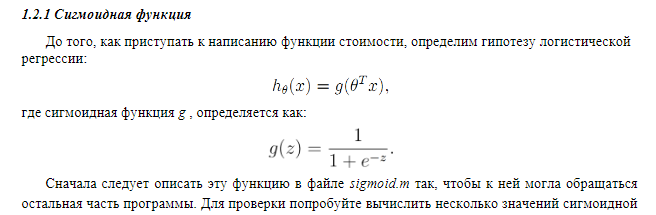 1.2.1 Сигмоидная функция
До того, как приступать к написанию функции стоимости, определим гипотезу логистической
регрессии:
h_θ(x) = g(θ^T x),
где сигмоидная функция g , определяется как:
g(z) = 1 / (1 + e^{−z}).
Сначала следует описать эту функцию в файле sigmoid.m так, чтобы к ней могла обращаться
остальная часть программы. Для проверки попробуйте вычислить несколько значений сигмоидной